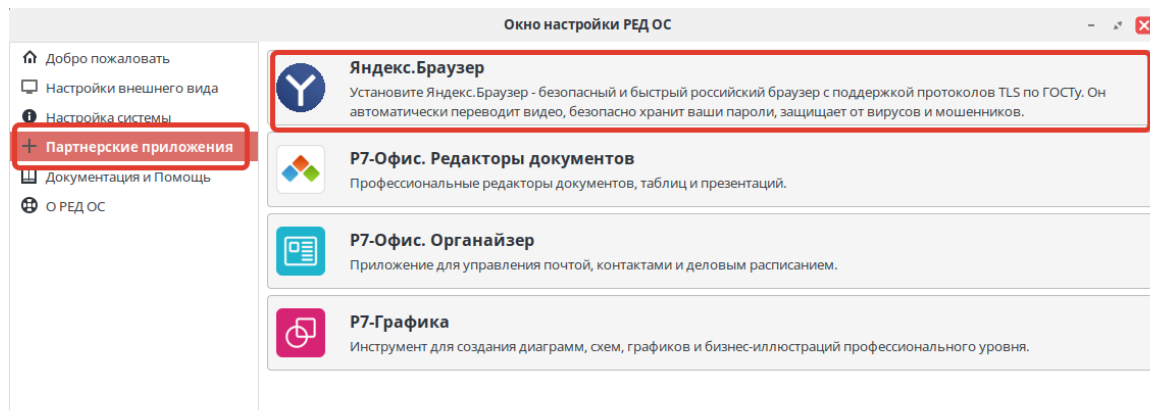 Окно настройки РЕД ОС
Добро пожаловать
Настройки внешнего вида
Настройка системы
Партнерские приложения
Документация и Помощь
О РЕД ОС
Яндекс.Браузер
Установите Яндекс.Браузер - безопасный и быстрый российский браузер с поддержкой протоколов TLS по ГОСТу. Он
автоматически переводит видео, безопасно хранит ваши пароли, защищает от вирусов и мошенников.
Р7-Офис. Редакторы документов
Профессиональные редакторы документов, таблиц и презентаций.
Р7-Офис. Органайзер
Приложение для управления почтой, контактами и деловым расписанием.
Р7-Графика
Инструмент для создания диаграмм, схем, графиков и бизнес-иллюстраций профессионального уровня.